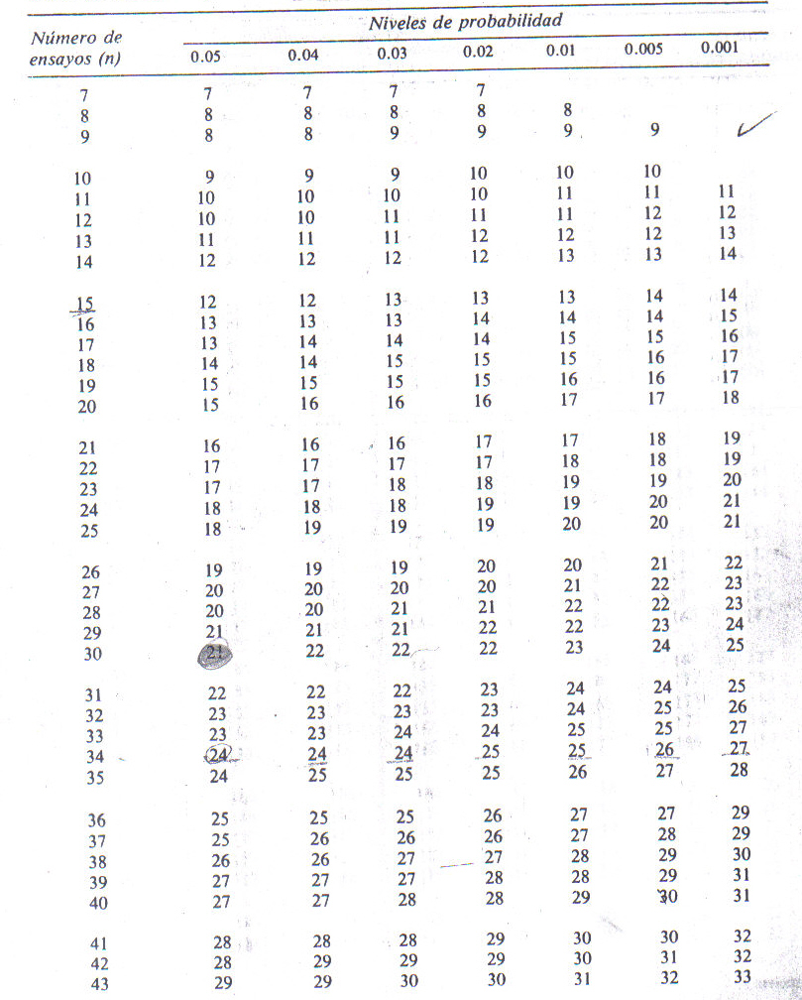 Niveles de probabilidad
Número de
ensayos (n) 0.05 0.04 0.03 0.02 0.01 0.005 0.001
7 7 7 7 7
8 8 8 8 8 8
9 8 8 9 9 9 9
10 9 9 9 10 10 10
11 10 10 10 10 11 11 11
12 10 10 11 11 11 12 12
13 11 11 11 12 12 12 13
14 12 12 12 12 13 13 14
15 12 12 13 13 13 14 14
16 13 13 13 14 14 14 15
17 13 14 14 14 15 15 16
18 14 14 15 15 15 16 17
19 15 15 15 15 16 16 17
20 15 16 16 16 17 17 18
21 16 16 16 17 17 18 19
22 17 17 17 17 18 18 19
23 17 17 18 18 19 19 20
24 18 18 18 19 19 20 21
25 18 19 19 19 20 20 21
26 19 19 19 20 20 21 22
27 20 20 20 20 21 22 23
28 20 20 21 21 22 22 23
29 21 21 21 22 22 23 24
30 21 22 22 22 23 24 25
31 22 22 22 23 24 24 25
32 23 23 23 23 24 25 26
33 23 23 24 24 25 25 27
34 24 24 24 25 25 26 27
35 24 25 25 25 26 27 28
36 25 25 25 26 27 27 29
37 25 26 26 26 27 28 29
38 26 26 27 27 28 29 30
39 27 27 27 28 28 29 31
40 27 27 28 28 29 30 31
41 28 28 28 29 30 30 32
42 28 29 29 29 30 31 32
43 29 29 30 30 31 32 33